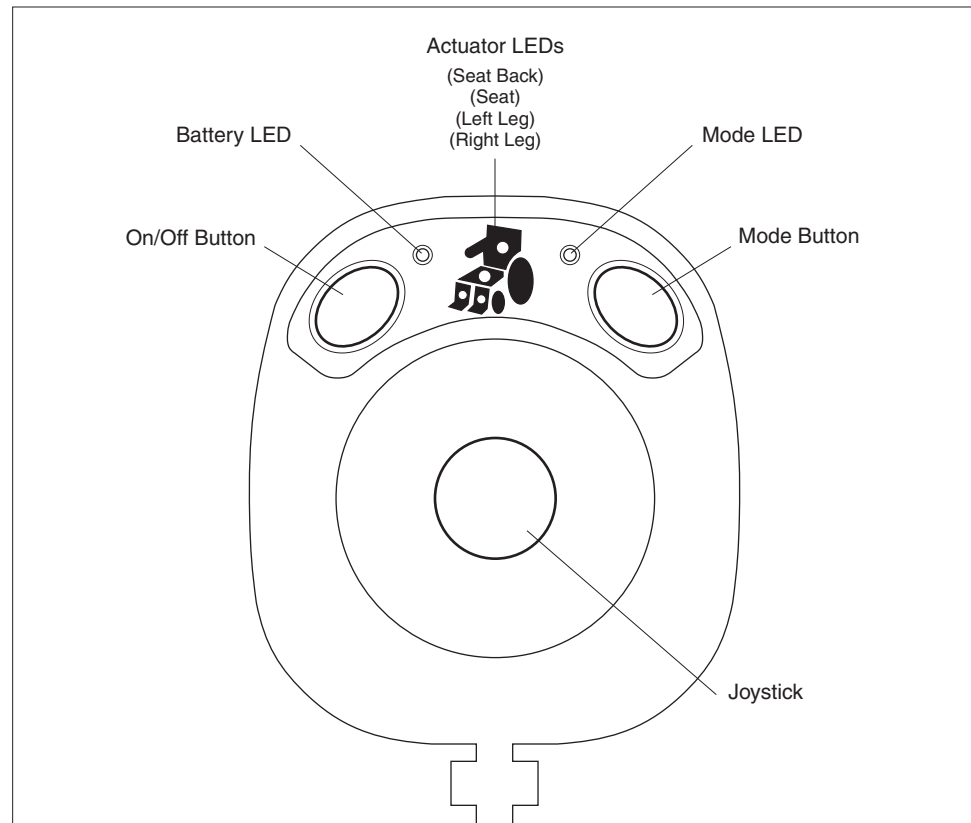 Actuator LEDs
(Seat Back)
(Seat)
(Left Leg)
(Right Leg)
Battery LED
Mode LED
On/Off Button
Mode Button
Joystick